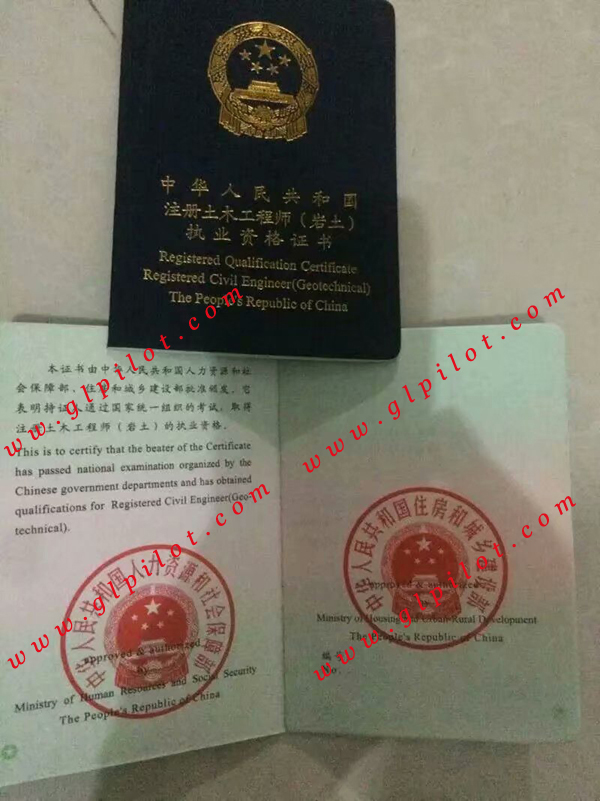 中华人民共和国
注册土木工程师（岩土）
执业资格证书
Registered Qualification Certificate
Registered Civil Engineer(Geotechnical)
The People's Republic of China
本证书由中华人民共和国人力资源和社
会保障部、住房和城乡建设部批准颁发，它
表明持证人通过国家统一组织的考试，取得
注册土木工程师（岩土）的执业资格。
This is to certify that the beater of the Certificate
has passed national examination organized by the
Chinese government departments and has obtained
qualifications for Registered Civil Engineer(Geo-
technical).
中华人民共和国人力资源和社会保障部
approved & authorized
by
Ministry of Human Resources and Social Security
The People's Republic of China
中华人民共和国住房和城乡建设部
approved & authorized
by
Ministry of Housing and Urban-Rural Development
The People's Republic of China
编号
No.
www.glpilot.com
www.glpilot.com
www.glpilot.com
www.glpilot.com